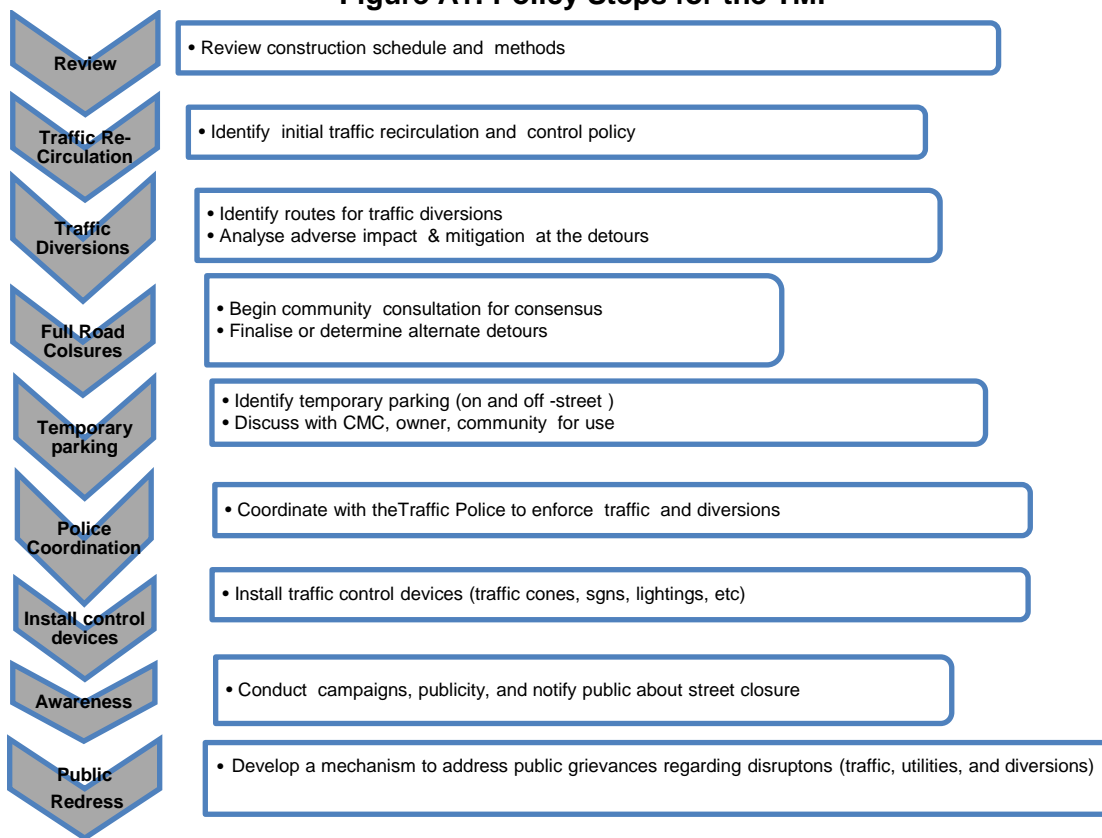 Figure A1: Policy Steps for the TMP
Review
• Review construction schedule and methods
Traffic Re-
Circulation
• Identify initial traffic recirculation and control policy
Traffic
Diversions
• Identify routes for traffic diversions
• Analyse adverse impact & mitigation at the detours
Full Road
Colsures
• Begin community consultation for consensus
• Finalise or determine alternate detours
Temporary
parking
• Identify temporary parking (on and off -street )
• Discuss with CMC, owner, community for use
Police
Coordination
• Coordinate with theTraffic Police to enforce traffic and diversions
Install control
devices
• Install traffic control devices (traffic cones, sgns, lightings, etc)
Awareness
• Conduct campaigns, publicity, and notify public about street closure
Public
Redress
• Develop a mechanism to address public grievances regarding disruptons (traffic, utilities, and diversions)